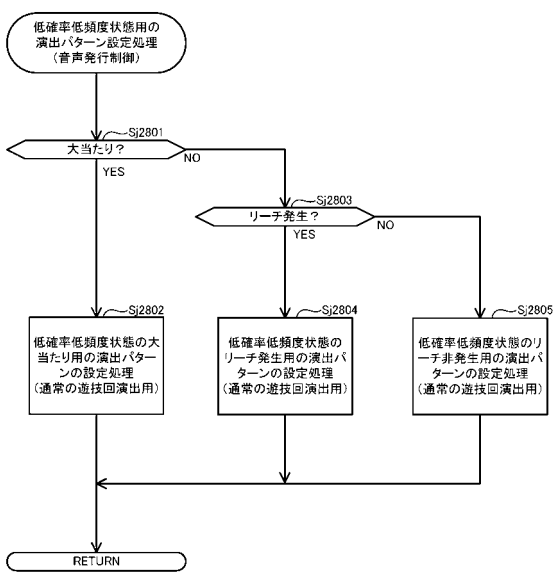 低確率低頻度状態用の
演出パターン設定処理
(音声発行制御)
Sj2801
大当たり?
NO
YES
Sj2803
リーチ発生?
NO
YES
Sj2802
低確率低頻度状態の大
当たり用の演出パター
ンの設定処理
(通常の遊技回演出用)
Sj2804
低確率低頻度状態の
リーチ発生用の演出パ
ターンの設定処理
(通常の遊技回演出用)
Sj2805
低確率低頻度状態のリ
ーチ非発生用の演出パ
ターンの設定処理
(通常の遊技回演出用)
RETURN